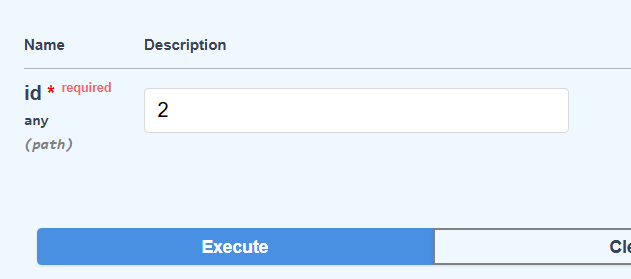 Name Description
id * required
any
2
(path)
Execute Cle